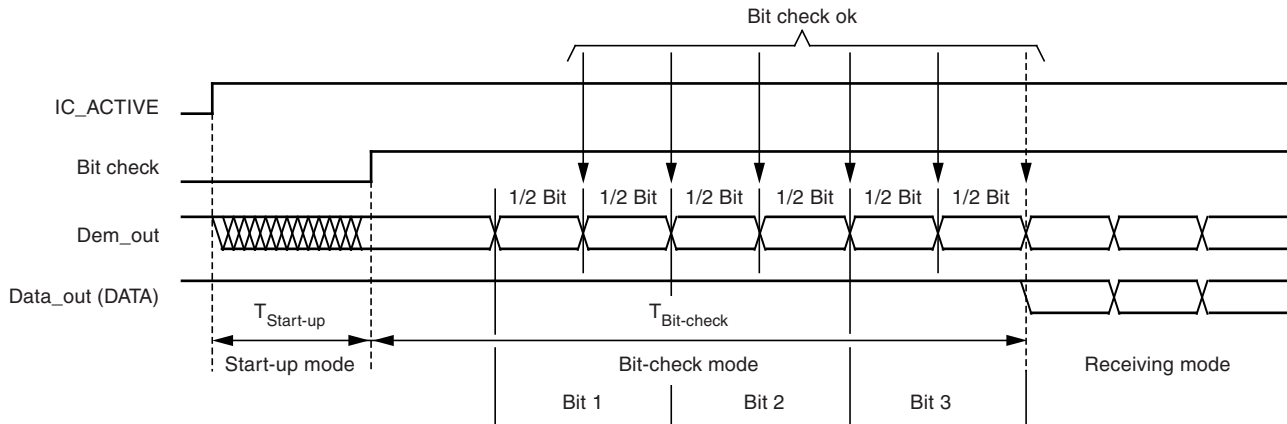 Bit check ok
IC_ACTIVE
Bit check
1/2 Bit 1/2 Bit 1/2 Bit 1/2 Bit 1/2 Bit 1/2 Bit
Dem_out
Data_out (DATA)
TStart-up TBit-check
Start-up mode Bit-check mode Receiving mode
Bit 1 Bit 2 Bit 3